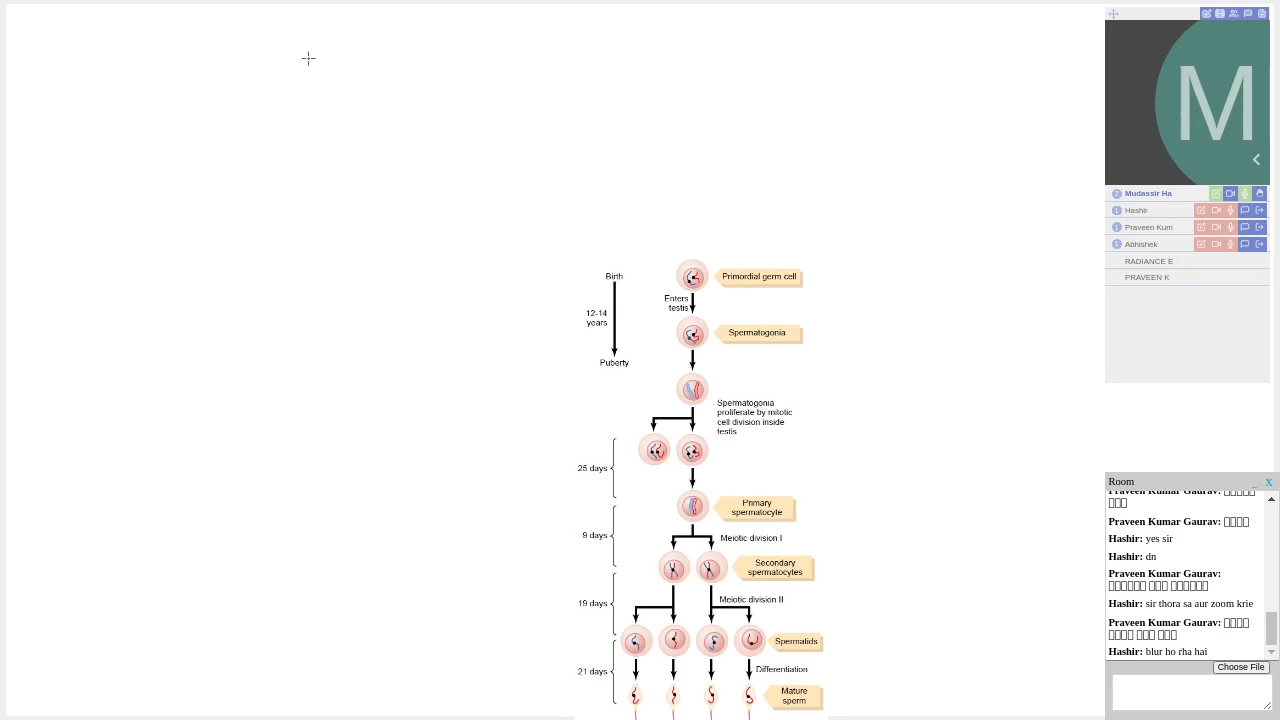 M
Mudassir Ha
Hashir
Praveen Kum
Abhishek
RADIANCE E
PRAVEEN K
Birth
Primordial germ cell
Enters
testis
12-14
years
Spermatogonia
Puberty
Spermatogonia
proliferate by mitotic
cell division inside
testis
25 days
Primary
spermatocyte
9 days
Meiotic division I
Secondary
spermatocytes
19 days
Meiotic division II
Spermatids
21 days
Differentiation
Mature
sperm
Room
_ X
Praveen Kumar Gaurav:
Praveen Kumar Gaurav:
Hashir: yes sir
Hashir: dn
Praveen Kumar Gaurav:
Hashir: sir thora sa aur zoom krie
Praveen Kumar Gaurav:
Hashir: blur ho rha hai
Choose File